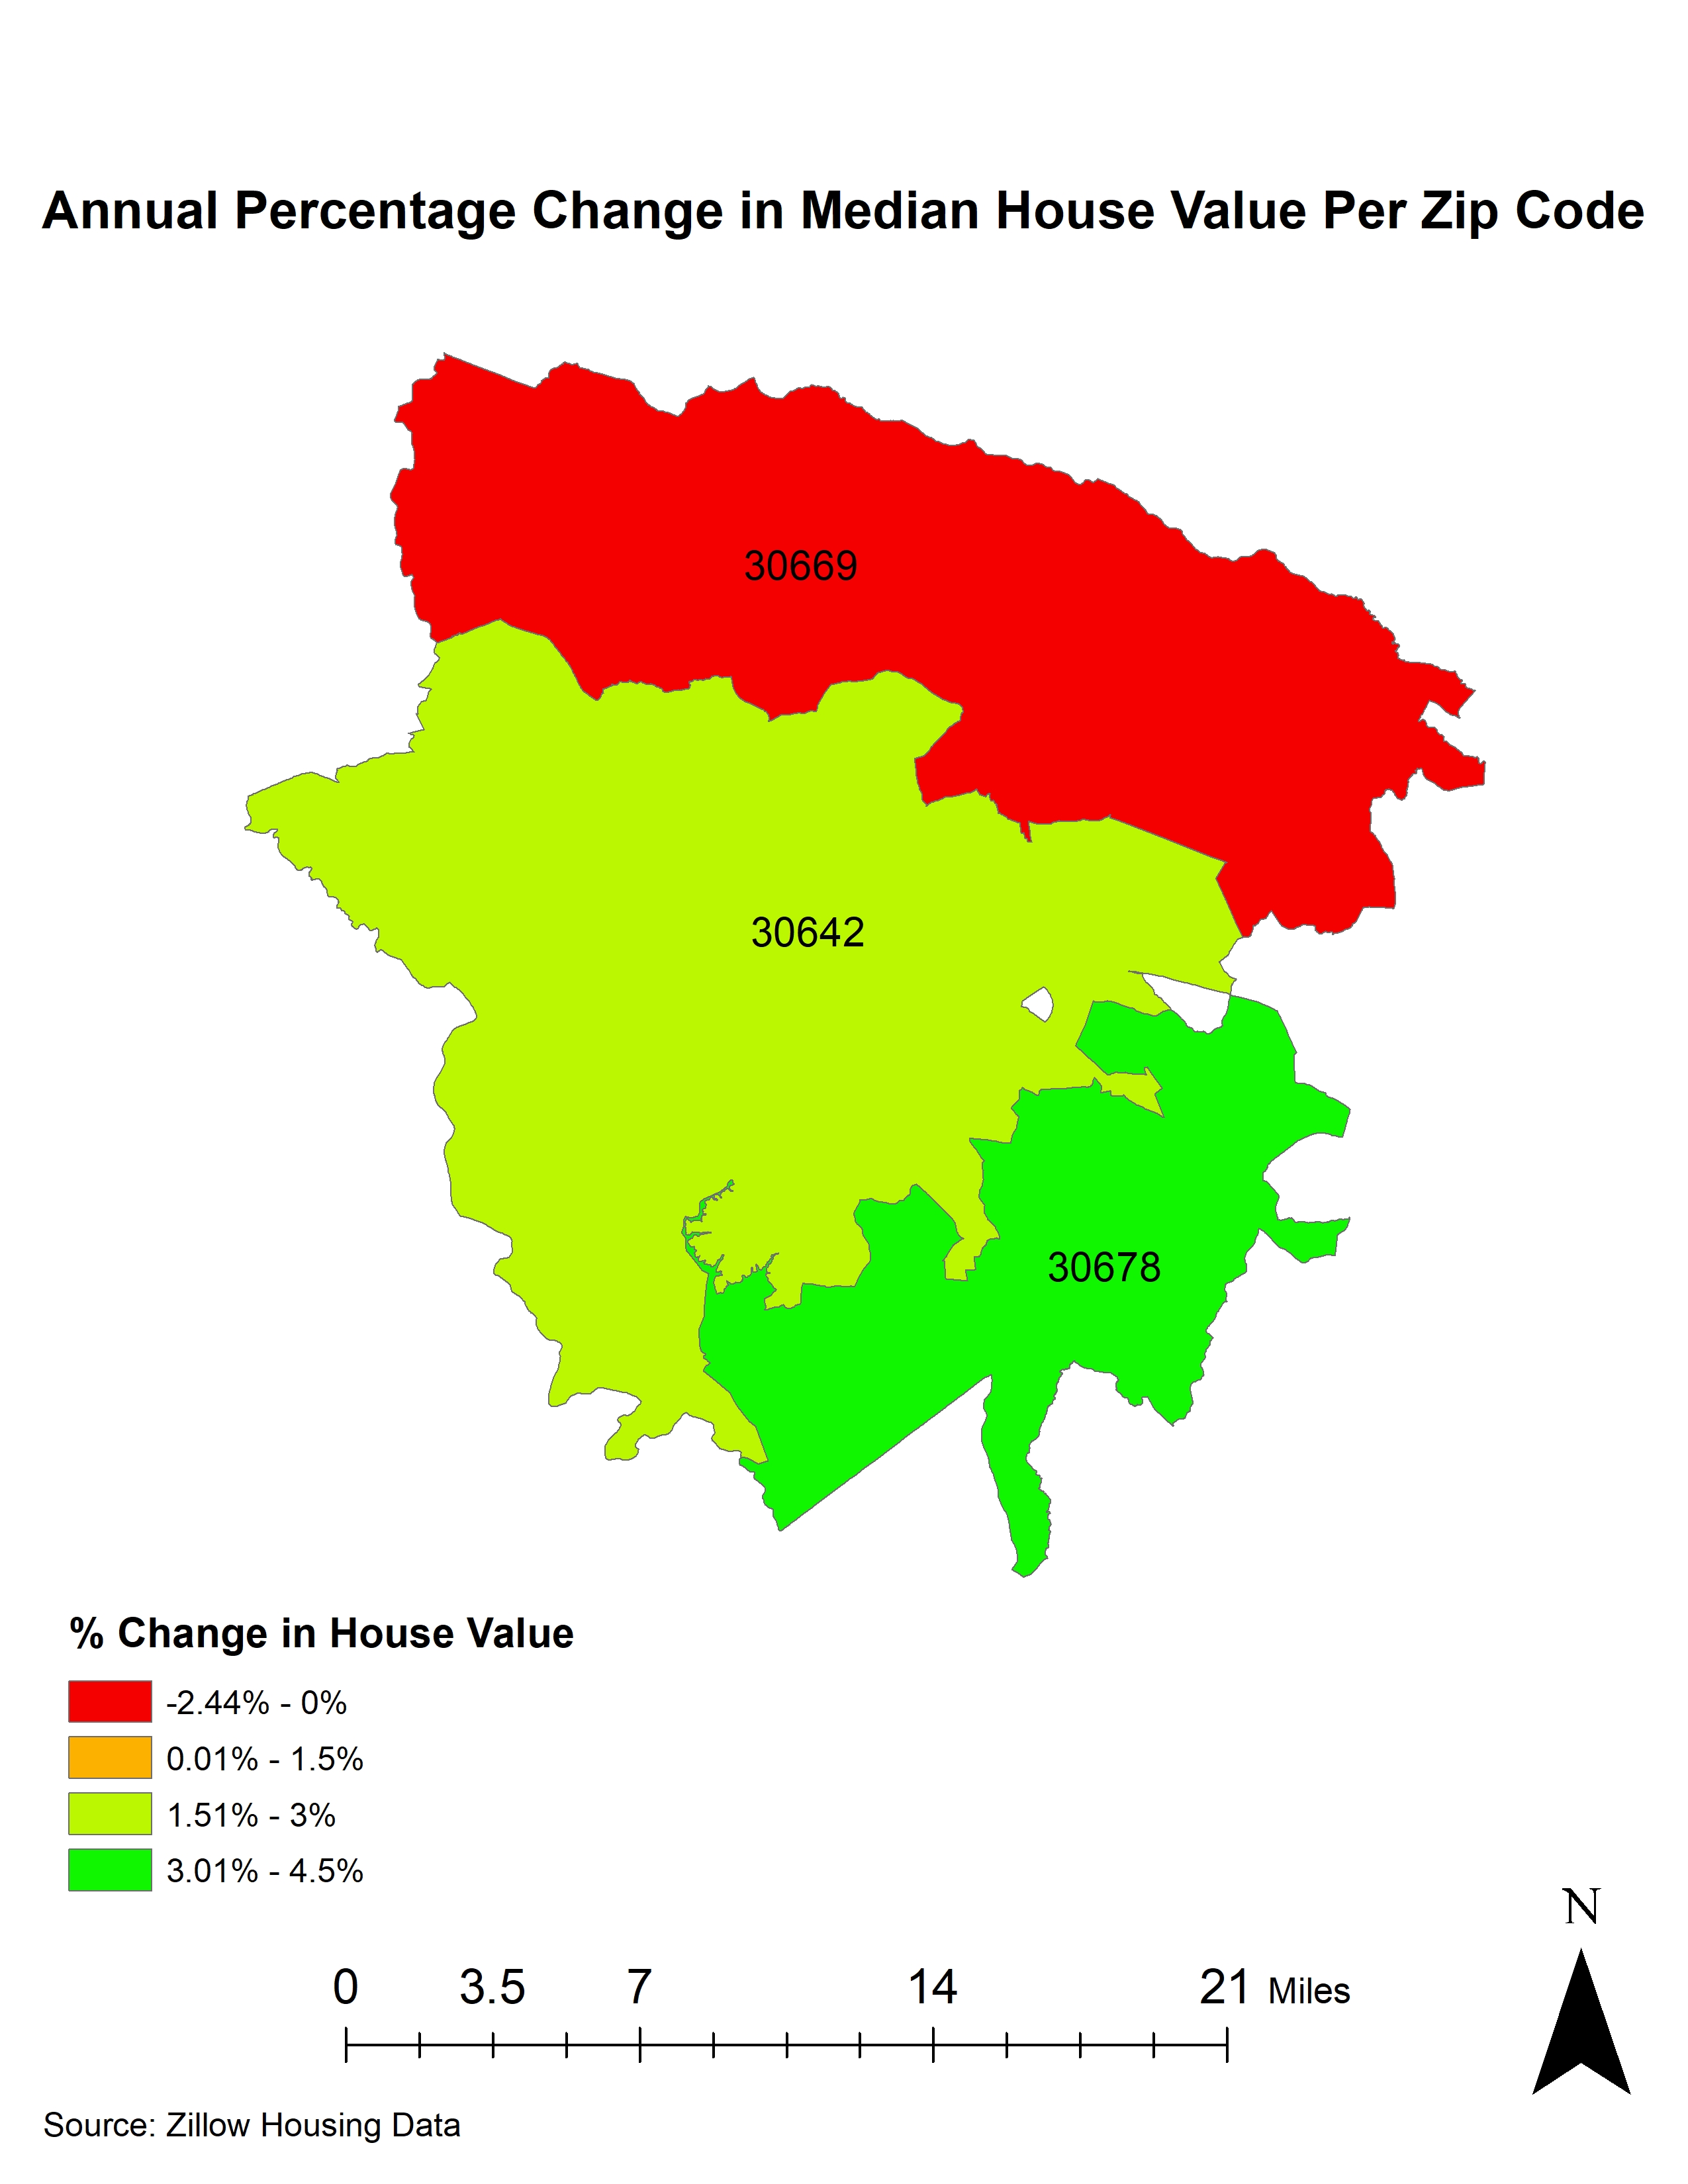 Annual Percentage Change in Median House Value Per Zip Code
30669
30642
30678
% Change in House Value
-2.44% - 0%
0.01% - 1.5%
1.51% - 3%
3.01% - 4.5%
N
0 3.5 7 14 21 Miles
Source: Zillow Housing Data